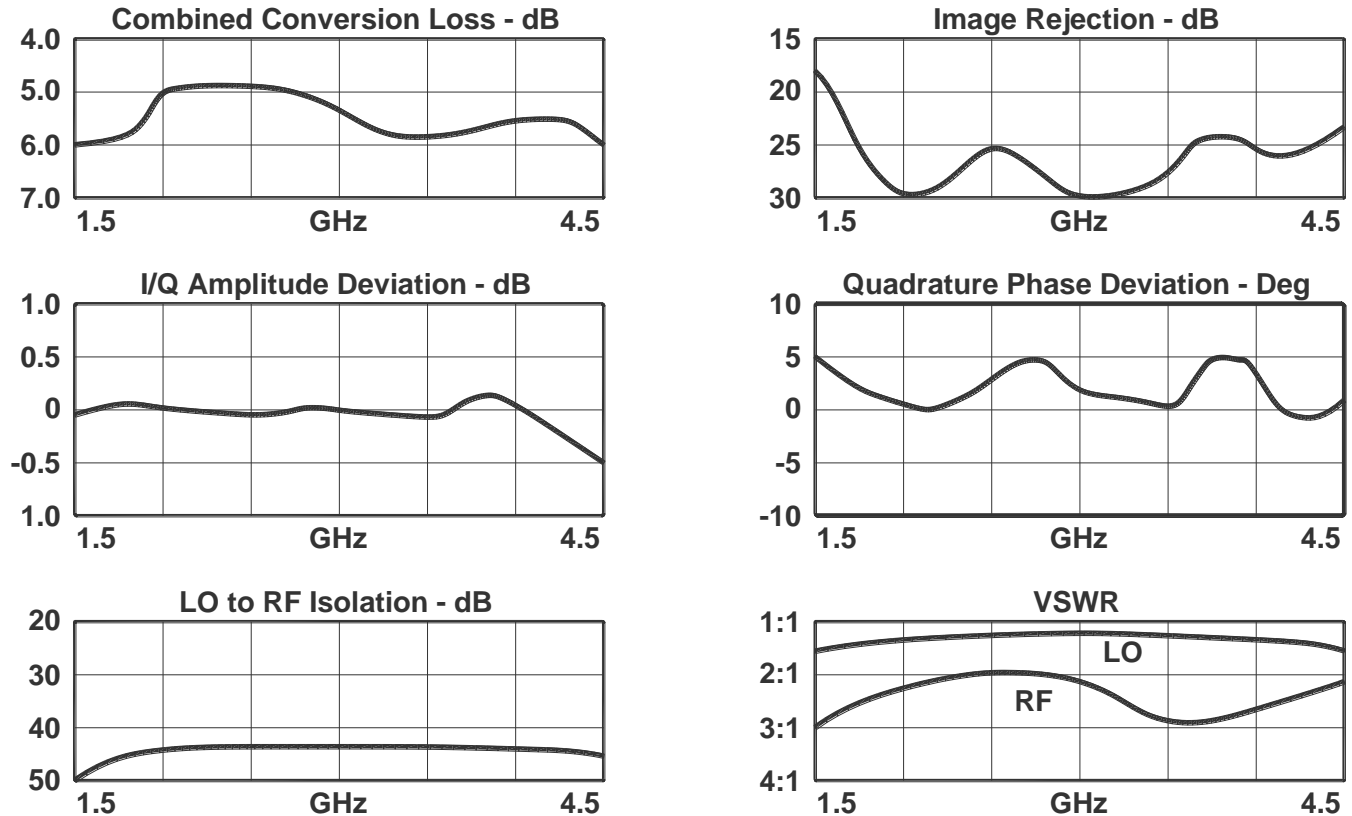 Combined Conversion Loss - dB
4.0
5.0
6.0
7.0
1.5 GHz 4.5
Image Rejection - dB
15
20
25
30
1.5 GHz 4.5
I/Q Amplitude Deviation - dB
1.0
0.5
0
-0.5
1.0
1.5 GHz 4.5
Quadrature Phase Deviation - Deg
10
5
0
-5
-10
1.5 GHz 4.5
LO to RF Isolation - dB
20
30
40
50
1.5 GHz 4.5
VSWR
1:1
LO
2:1
RF
3:1
4:1
1.5 GHz 4.5